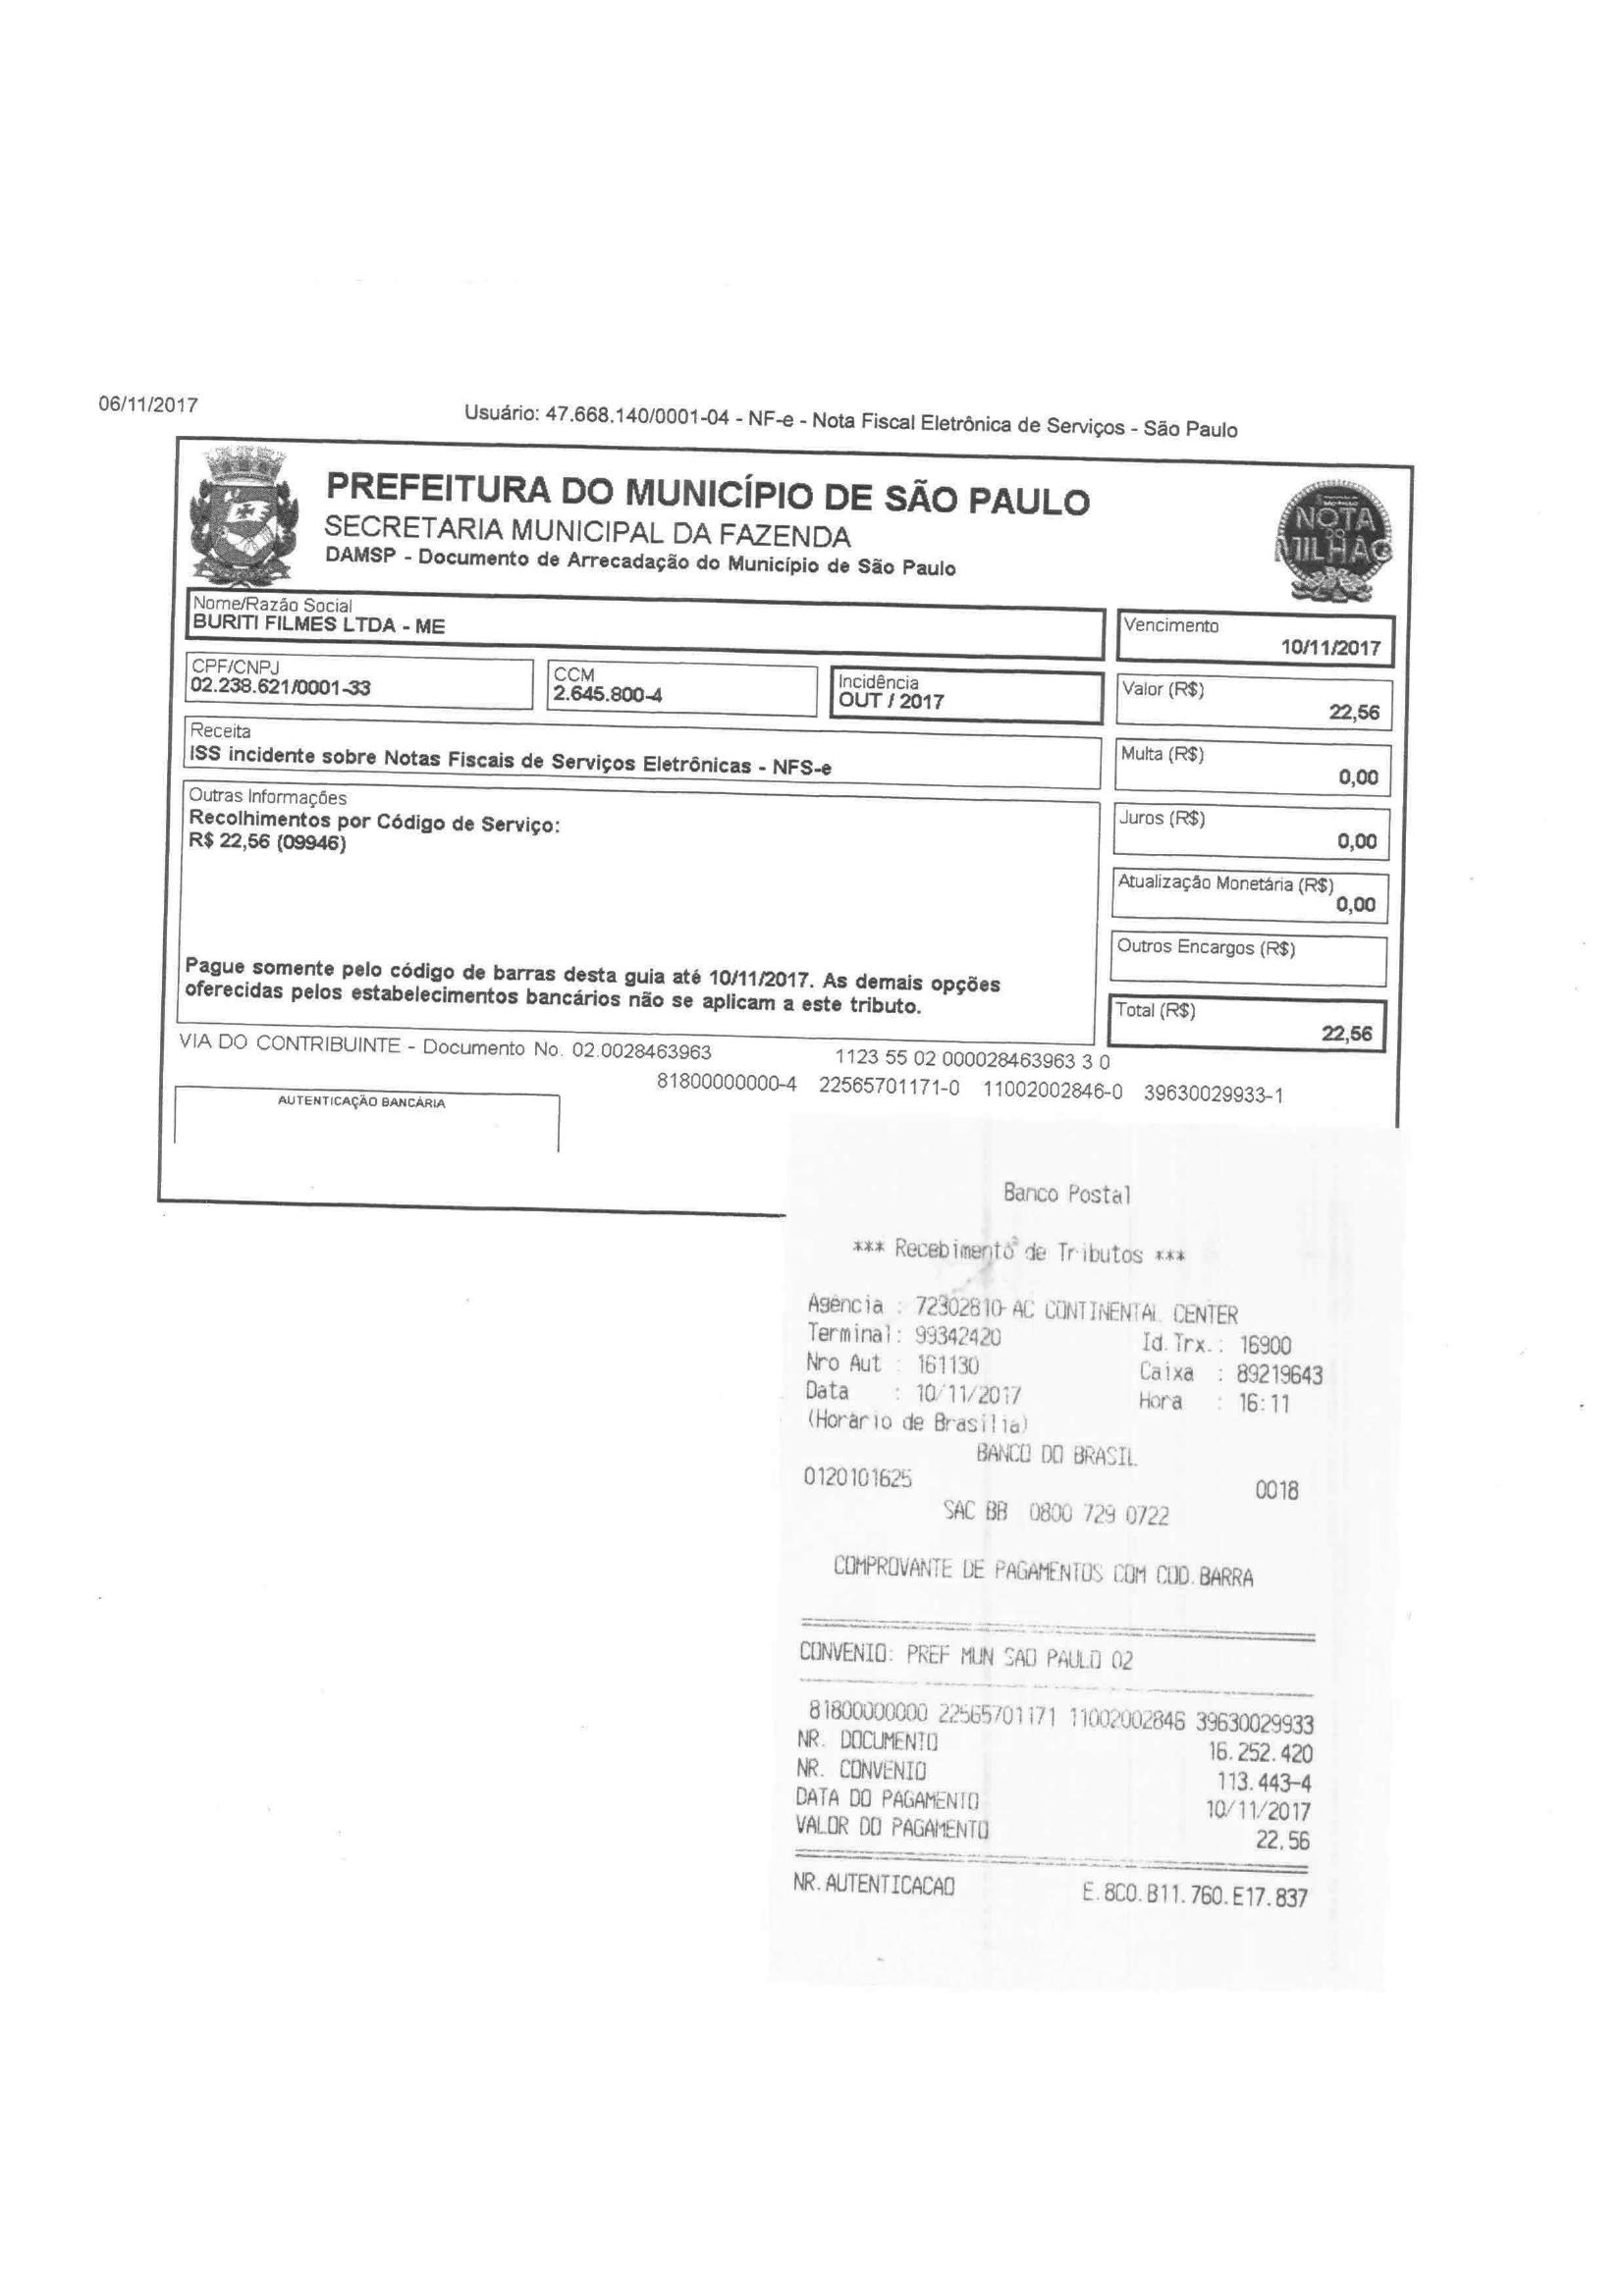 06/11/2017
Usuário: 47.668.140/0001-04 - NF-e - Nota Fiscal Eletrônica de Serviços - São Paulo
PREFEITURA DO MUNICÍPIO DE SÃO PAULO
SECRETARIA MUNICIPAL DA FAZENDA
DAMSP - Documento de Arrecadação do Município de São Paulo
NOTA
DO
MILHÃO
Nome/Razão Social
BURITI FILMES LTDA - ME
Vencimento
10/11/2017
CPF/CNPJ
02.238.621/0001-33
CCM
2.645.800-4
Incidência
OUT / 2017
Valor (R$)
22,56
Receita
ISS incidente sobre Notas Fiscais de Serviços Eletrônicas - NFS-e
Multa (R$)
0,00
Outras Informações
Recolhimentos por Código de Serviço:
R$ 22,56 (09946)
Juros (R$)
0,00
Atualização Monetária (R$)
0,00
Outros Encargos (R$)
Pague somente pelo código de barras desta guia até 10/11/2017. As demais opções
oferecidas pelos estabelecimentos bancários não se aplicam a este tributo.
Total (R$)
22,56
VIA DO CONTRIBUINTE - Documento No. 02.0028463963
1123 55 02 000028463963 3 0
81800000000-4 22565701171-0 11002002846-0 39630029933-1
AUTENTICAÇÃO BANCÁRIA
Banco Postal
*** Recebimento de Tributos ***
Agencia : 72302810-AC CONTINENTAL CENTER
Terminal: 99342420 Id. Trx.: 16900
Nro Aut : 161130 Caixa : 89219643
Data : 10/11/2017 Hora : 16:11
(Horário de Brasilia)
BANCO DO BRASIL
0120101625 0018
SAC BB 0800 729 0722
COMPROVANTE DE PAGAMENTOS COM COD.BARRA
CONVENIO: PREF MUN SAO PAULO 02
81800000000 22565701171 11002002846 39630029933
NR. DOCUMENTO 16.252.420
NR. CONVENIO 113.443-4
DATA DO PAGAMENTO 10/11/2017
VALOR DO PAGAMENTO 22,56
NR.AUTENTICACAO E.8C0.B11.760.E17.837